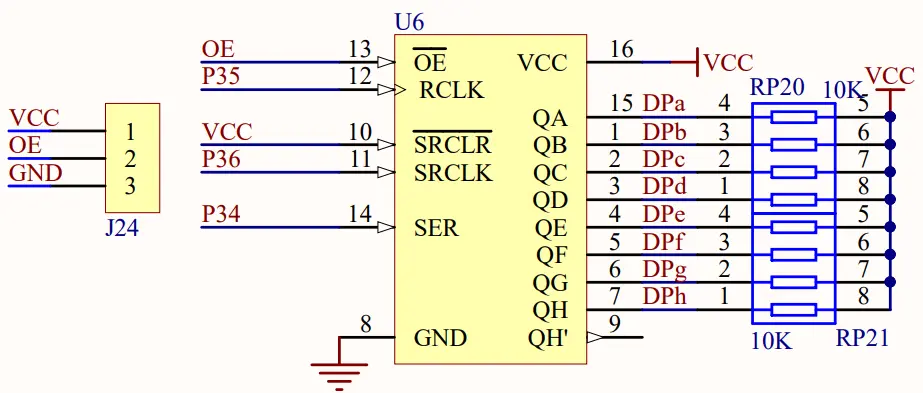 U6
OE 13 OE VCC 16 VCC
P35 12 RCLK RP20 10K VCC
QA 15 DPa 4 5
VCC 1
VCC 10 SRCLR QB 1 DPb 3 6
OE 2
P36 11 SRCLK QC 2 DPc 2 7
GND 3
QD 3 DPd 1 8
J24
P34 14 SER QE 4 DPe 4 5
QF 5 DPf 3 6
QG 6 DPg 2 7
QH 7 DPh 1 8
8 GND QH' 9 10K RP21